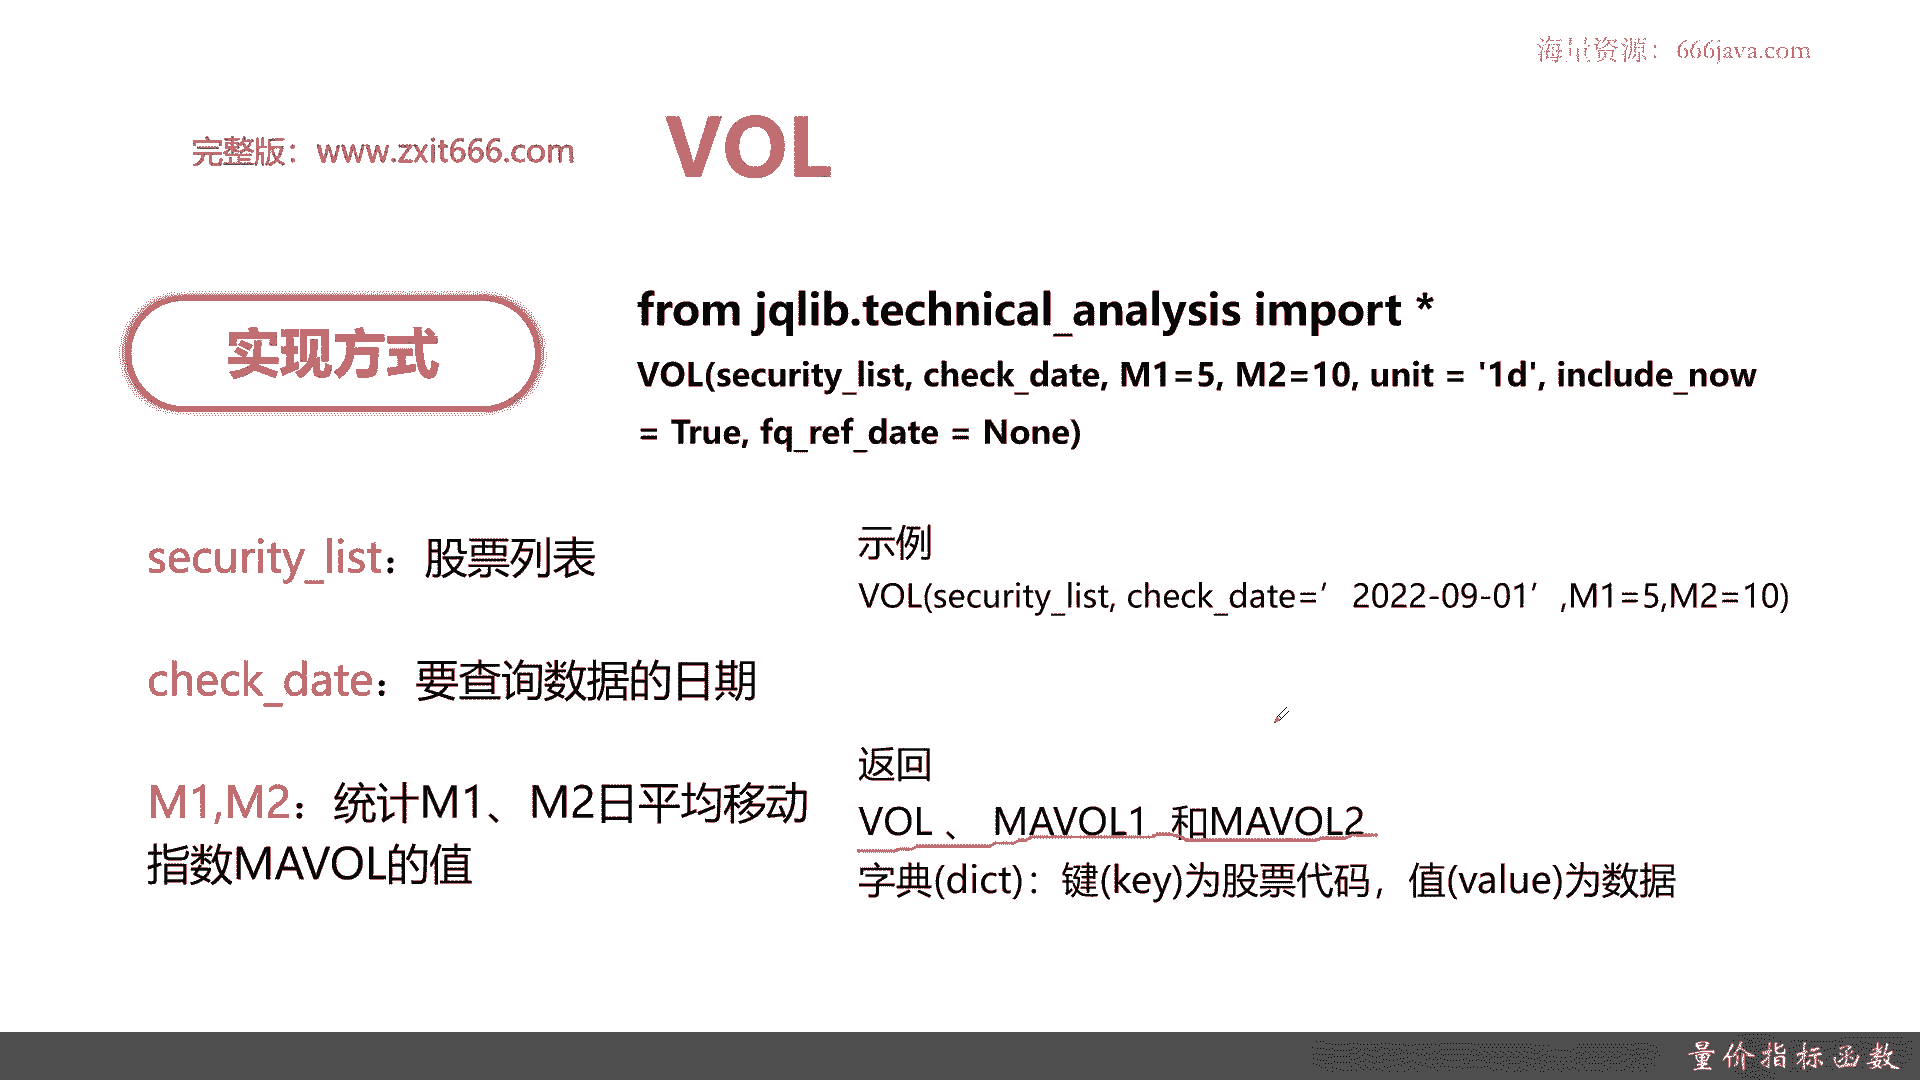 海量资源：666java.com
完整版：www.zxit666.com
VOL
实现方式
from jqlib.technical_analysis import *
VOL(security_list, check_date, M1=5, M2=10, unit = '1d', include_now
= True, fq_ref_date = None)
security_list：股票列表
check_date：要查询数据的日期
M1,M2：统计M1、M2日平均移动
指数MAVOL的值
示例
VOL(security_list, check_date=’2022-09-01’,M1=5,M2=10)
返回
VOL 、 MAVOL1 和MAVOL2
字典(dict)：键(key)为股票代码，值(value)为数据
量价指标函数